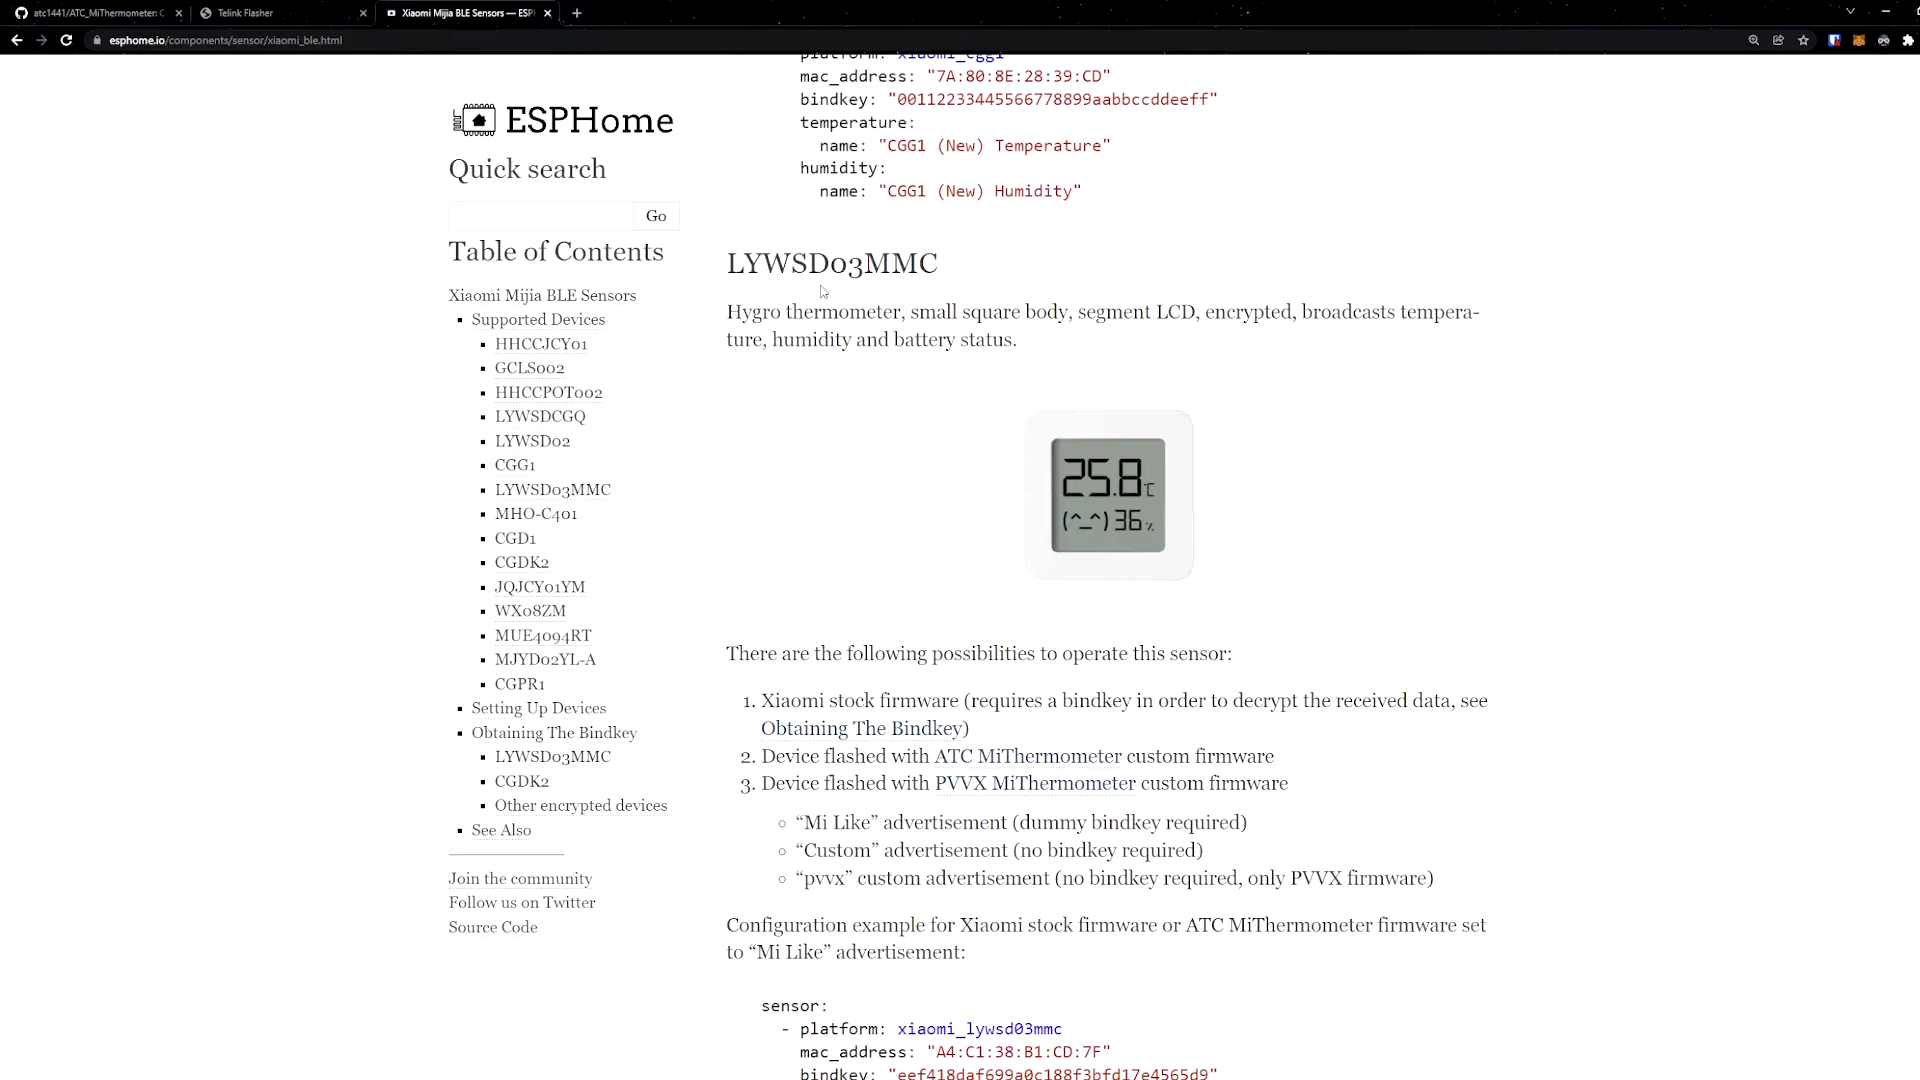 atc1441/ATC_MiThermometer: C
Telink Flasher
Xiaomi Mijia BLE Sensors — ESP
esphome.io/components/sensor/xiaomi_ble.html
ESPHome
Quick search
Go
Table of Contents
Xiaomi Mijia BLE Sensors
Supported Devices
HHCCJCY01
GCLS002
HHCCPOT002
LYWSDCGQ
LYWSD02
CGG1
LYWSD03MMC
MHO-C401
CGD1
CGDK2
JQJCY01YM
WX08ZM
MUE4094RT
MJYD02YL-A
CGPR1
Setting Up Devices
Obtaining The Bindkey
LYWSD03MMC
CGDK2
Other encrypted devices
See Also
Join the community
Follow us on Twitter
Source Code
platform: xiaomi_cgg1
mac_address: "7A:80:8E:28:39:CD"
bindkey: "00112233445566778899aabbccddeeff"
temperature:
name: "CGG1 (New) Temperature"
humidity:
name: "CGG1 (New) Humidity"
LYWSD03MMC
Hygro thermometer, small square body, segment LCD, encrypted, broadcasts tempera-
ture, humidity and battery status.
25.8 °C
(^_^) 36 %
There are the following possibilities to operate this sensor:
1. Xiaomi stock firmware (requires a bindkey in order to decrypt the received data, see
Obtaining The Bindkey)
2. Device flashed with ATC MiThermometer custom firmware
3. Device flashed with PVVX MiThermometer custom firmware
“Mi Like” advertisement (dummy bindkey required)
“Custom” advertisement (no bindkey required)
“pvvx” custom advertisement (no bindkey required, only PVVX firmware)
Configuration example for Xiaomi stock firmware or ATC MiThermometer firmware set
to “Mi Like” advertisement:
sensor:
- platform: xiaomi_lywsd03mmc
mac_address: "A4:C1:38:B1:CD:7F"
bindkey: "eef418daf699a0c188f3bfd17e4565d9"